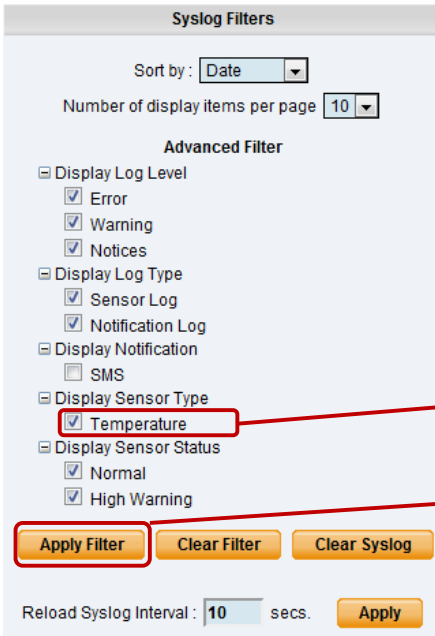 Syslog Filters
Sort by : Date
Number of display items per page 10
Advanced Filter
Display Log Level
Error
Warning
Notices
Display Log Type
Sensor Log
Notification Log
Display Notification
SMS
Display Sensor Type
Temperature
Display Sensor Status
Normal
High Warning
Apply Filter Clear Filter Clear Syslog
Reload Syslog Interval : 10 secs. Apply